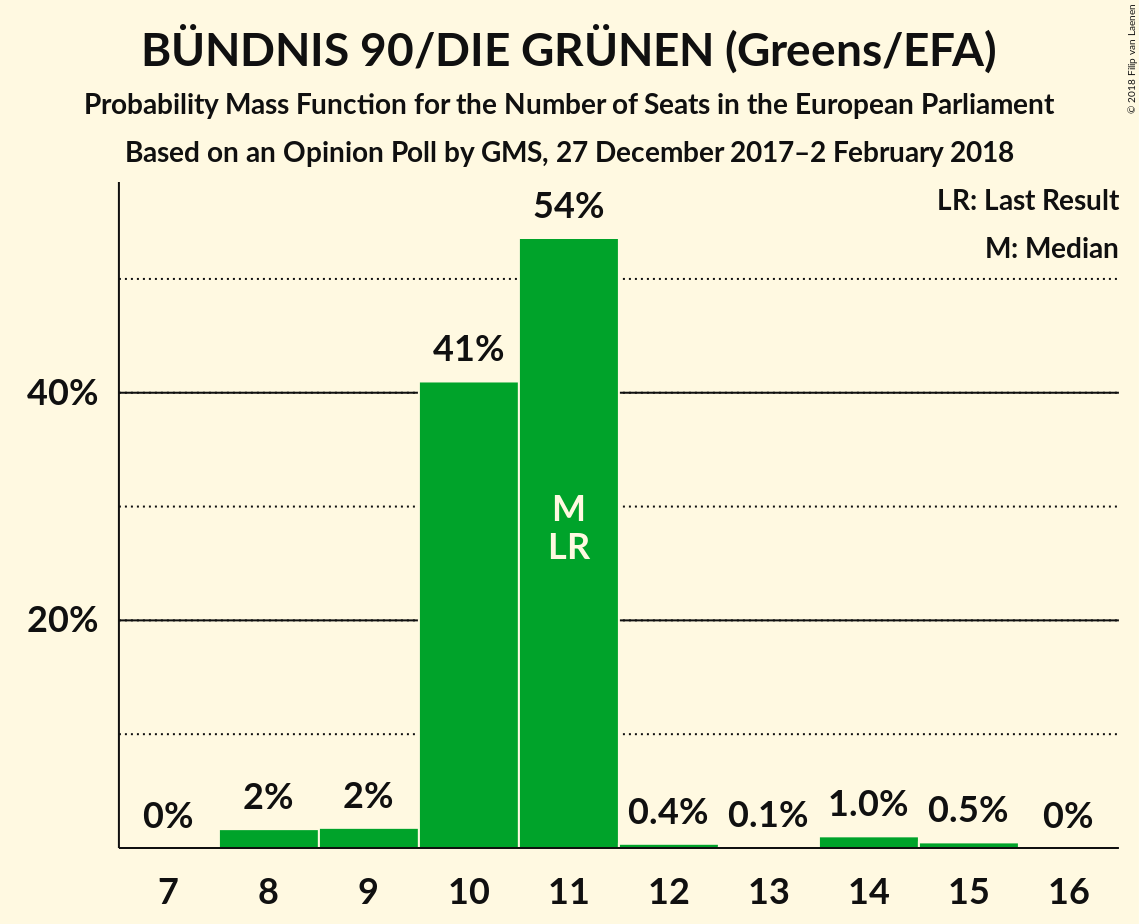 BÜNDNIS 90/DIE GRÜNEN (Greens/EFA)
Probability Mass Function for the Number of Seats in the European Parliament
Based on an Opinion Poll by GMS, 27 December 2017–2 February 2018
© 2018 Filip van Laenen
LR: Last Result
M: Median
54%
41%
40%
M
LR
20%
0%
2%
2%
0.4%
0.1%
1.0%
0.5%
0%
7 8 9 10 11 12 13 14 15 16